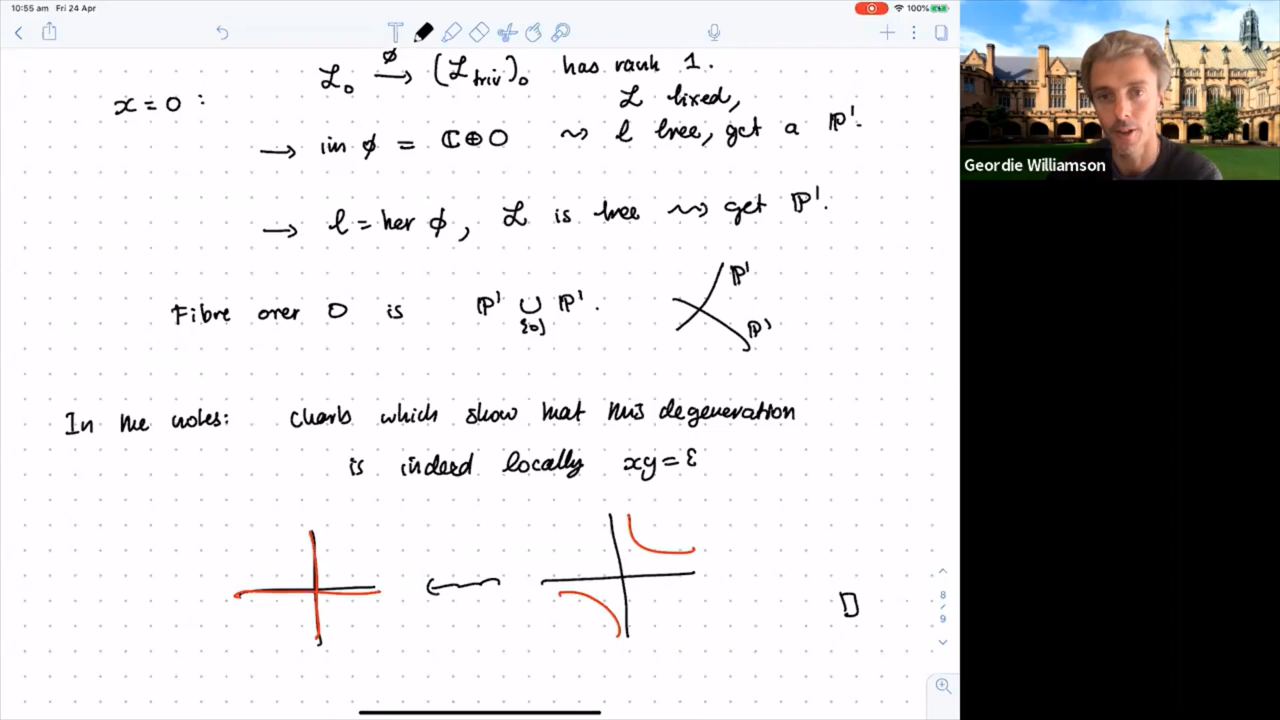 10:55 am Fri 24 Apr
100%
ℒ₀ →^ϕ (ℒ_triv)₀ has rank 1.
x = 0 :
ℒ fixed,
→ im ϕ = ℂ⊕0 ⇝ l free, get a ℙ¹.
→ l = ker ϕ, ℒ is free ⇝ get ℙ¹.
Fibre over 0 is ℙ¹ ∪_{0} ℙ¹.
ℙ¹
ℙ¹
In the notes: Charts which show that this degeneration
is indeed locally xy = ε
8
/
9
Geordie Williamson